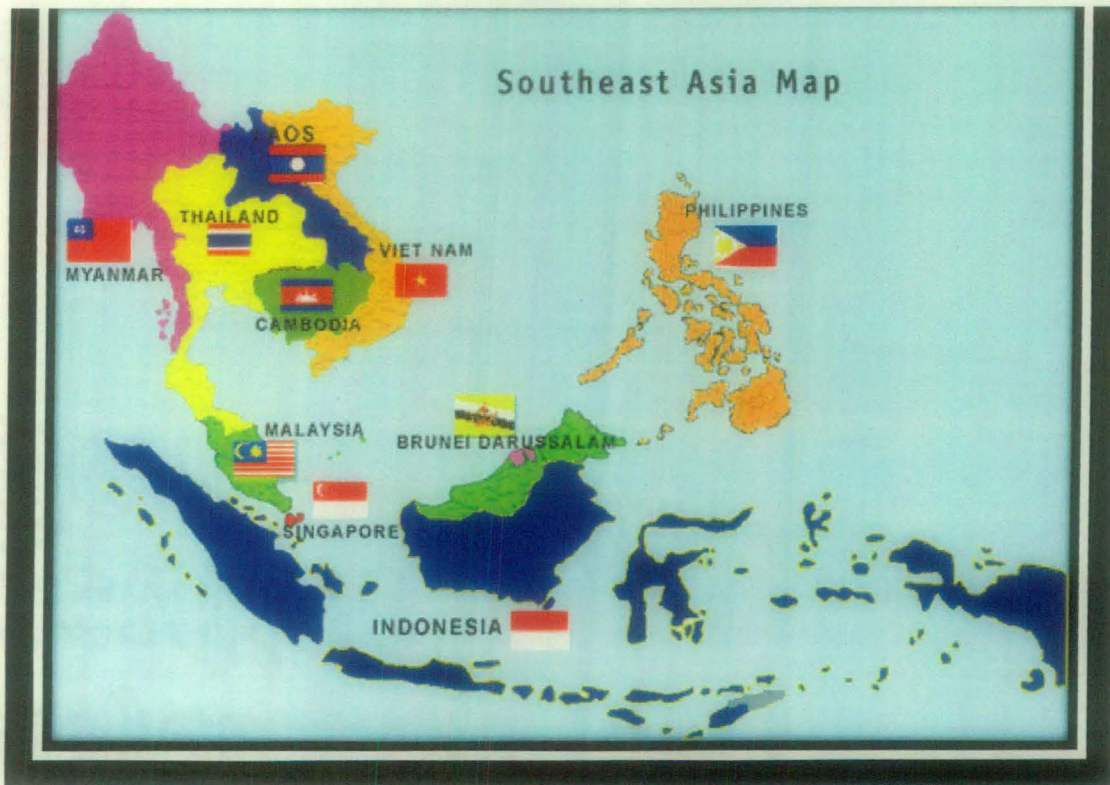 Southeast Asia Map
LAOS
THAILAND
PHILIPPINES
VIET NAM
MYANMAR
CAMBODIA
MALAYSIA
BRUNEI DARUSSALAM
SINGAPORE
INDONESIA